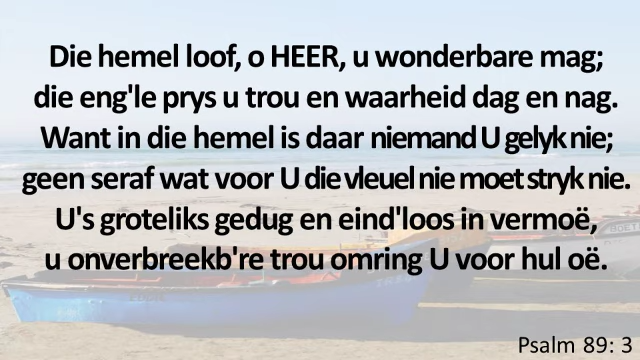 Die hemel loof, o HEER, u wonderbare mag;
die eng'le prys u trou en waarheid dag en nag.
Want in die hemel is daar niemand U gelyk nie;
geen seraf wat voor U die vleuel nie moet stryk nie.
U's groteliks gedug en eind'loos in vermoë,
u onverbreekb're trou omring U voor hul oë.
Psalm 89: 3